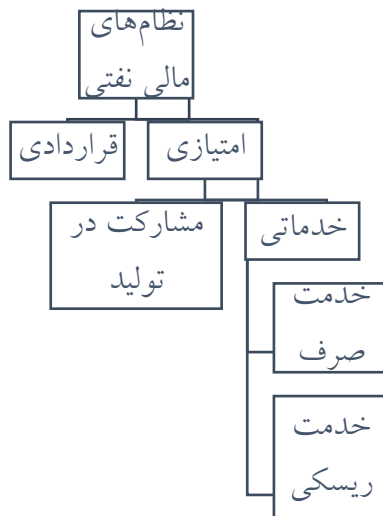 نظام‌های
مالی نفتی
امتیازی
قراردادی
خدماتی
مشارکت در
تولید
خدمت
صرف
خدمت
ریسکی